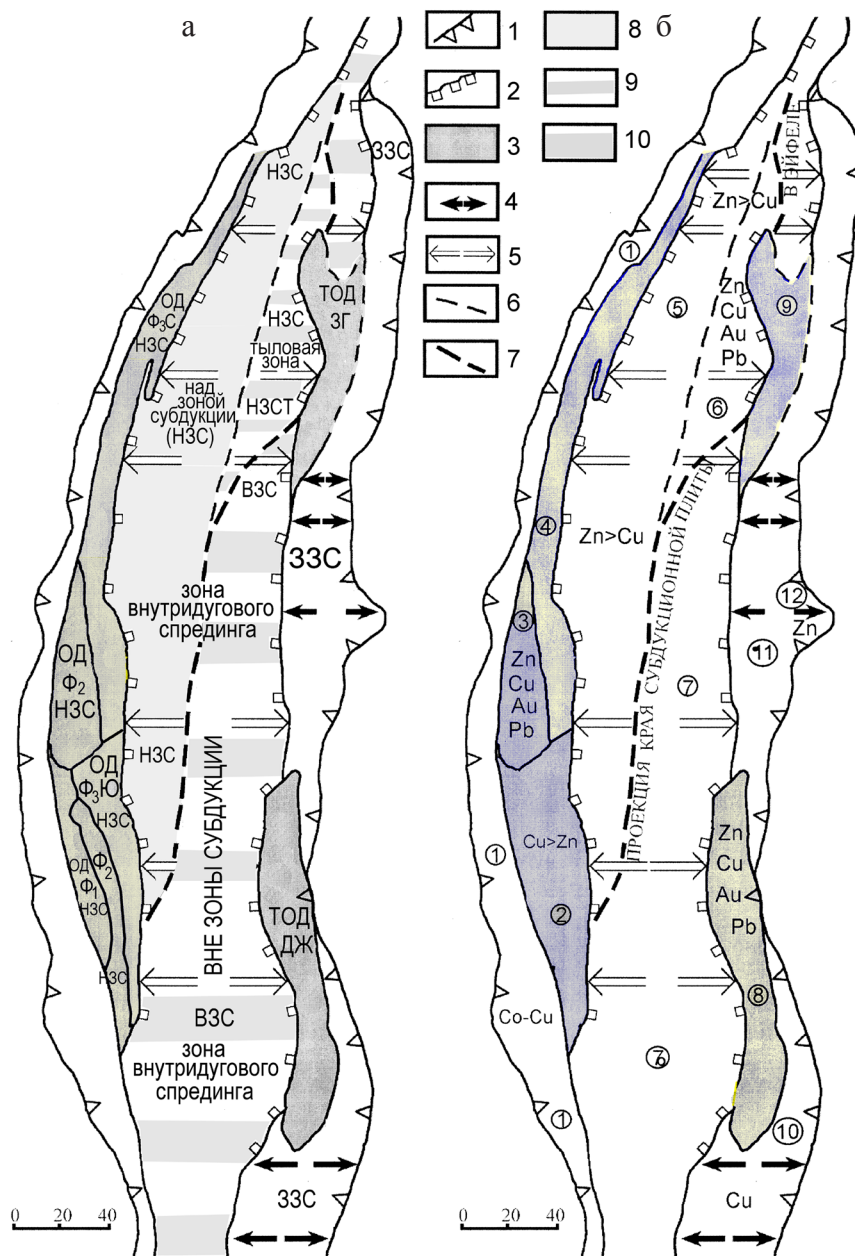 а
1
8
б
2
9
3
10
4
5
6
7
ЗЗС
НЗС
ОД
Ф₃С
НЗС
НЗС
тыловая
зона
ТОД
ЗГ
над
зоной
субдукции
(НЗС)
НЗСТ
ВЗС
ЗЗС
зона
внутридугового
спрединга
ОД
Ф₂
НЗС
ОД
Ф₃Ю
НЗС
НЗС
ОД
Ф₁
НЗС
Ф₂
НЗС
ВНЕ ЗОНЫ СУБДУКЦИИ
ТОД
ДЖ
ВЗС
зона
внутридугового
спрединга
ЗЗС
0 20 40
В ЭЙФЕЛЕ
Zn>Cu
1
5
Zn
Cu
Au
Pb
9
6
4
Zn>Cu
ПРОЕКЦИЯ КРАЯ СУБДУКЦИОННОЙ ПЛИТЫ
12
Zn
11
3
Zn
Cu
Au
Pb
7
1
Cu>Zn
2
Zn
Cu
Au
Pb
8
Co-Cu
1
10
Cu
0 20 40